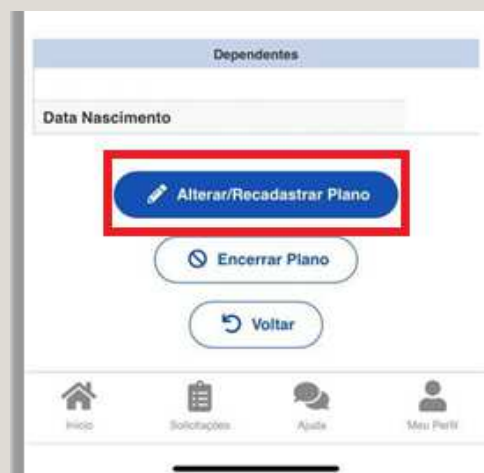 Dependentes
Data Nascimento
Alterar/Recadastrar Plano
Encerrar Plano
Voltar
Início
Solicitações
Ajuda
Meu Perfil